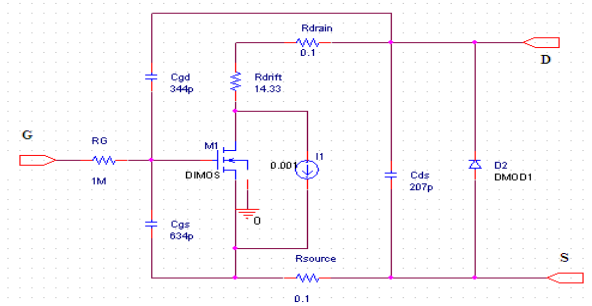 Rdrain
0.1
D
Cgd
344p
Rdrift
14.33
G
RG
1M
M1
DIMOS
0.001
I1
0
Cds
207p
D2
DMOD1
Cgs
634p
Rsource
0.1
S